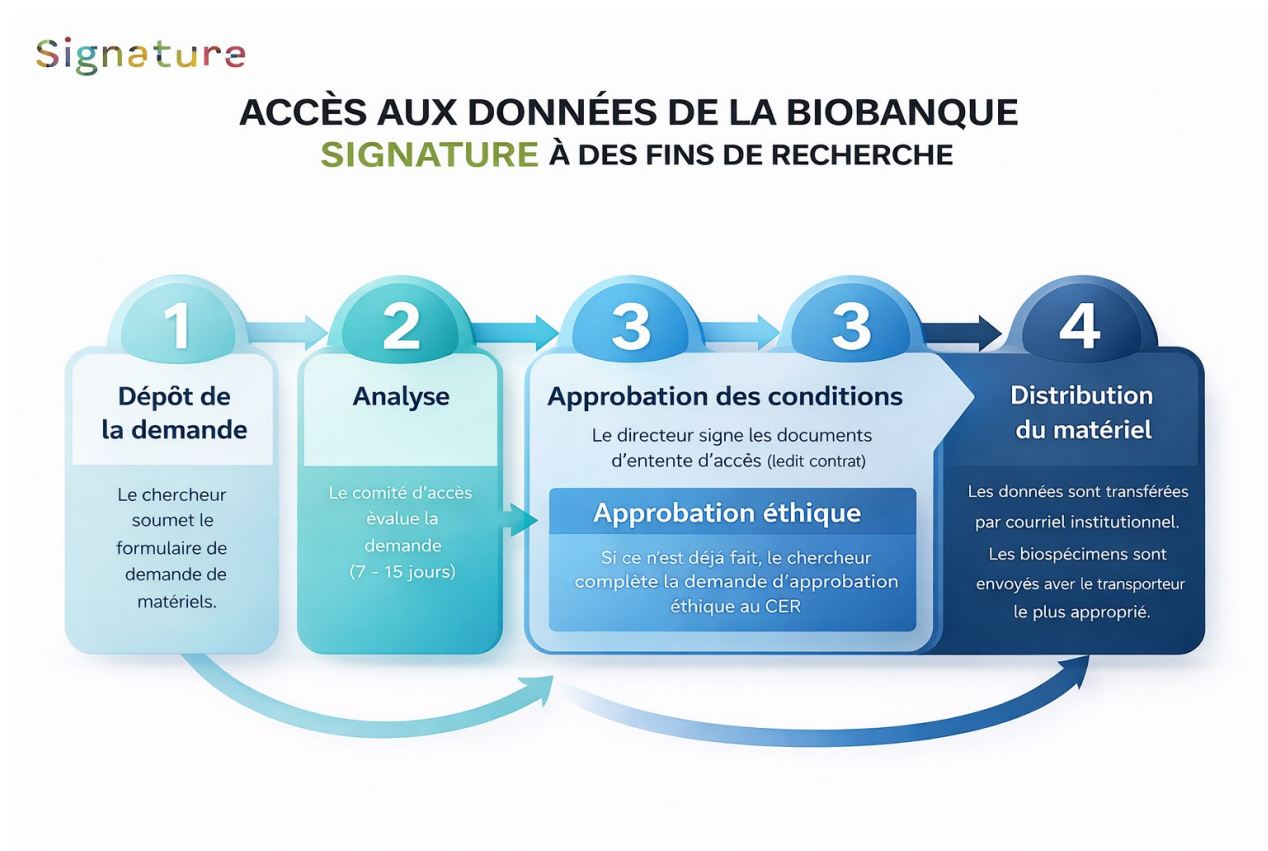 Signature
ACCÈS AUX DONNÉES DE LA BIOBANQUE
SIGNATURE À DES FINS DE RECHERCHE
1
Dépôt de
la demande
Le chercheur
soumet le
formulaire de
demande de
matériels.
2
Analyse
Le comité d'accès
èvalue la
demande
(7 - 15 jours)
3
3
Approbation des conditions
Le directeur signe les documents
d'entente d'accès (ledit contrat)
Approbation éthique
Si ce n'est déjá fait, le chercheur
complète la demande d'approbation
éthique au CER
4
Distribution
du matériel
Les données sont transférées
par courriel institutionnel.
Les biospécimens sont
envoyés aver le transporteur
le plus approprié.